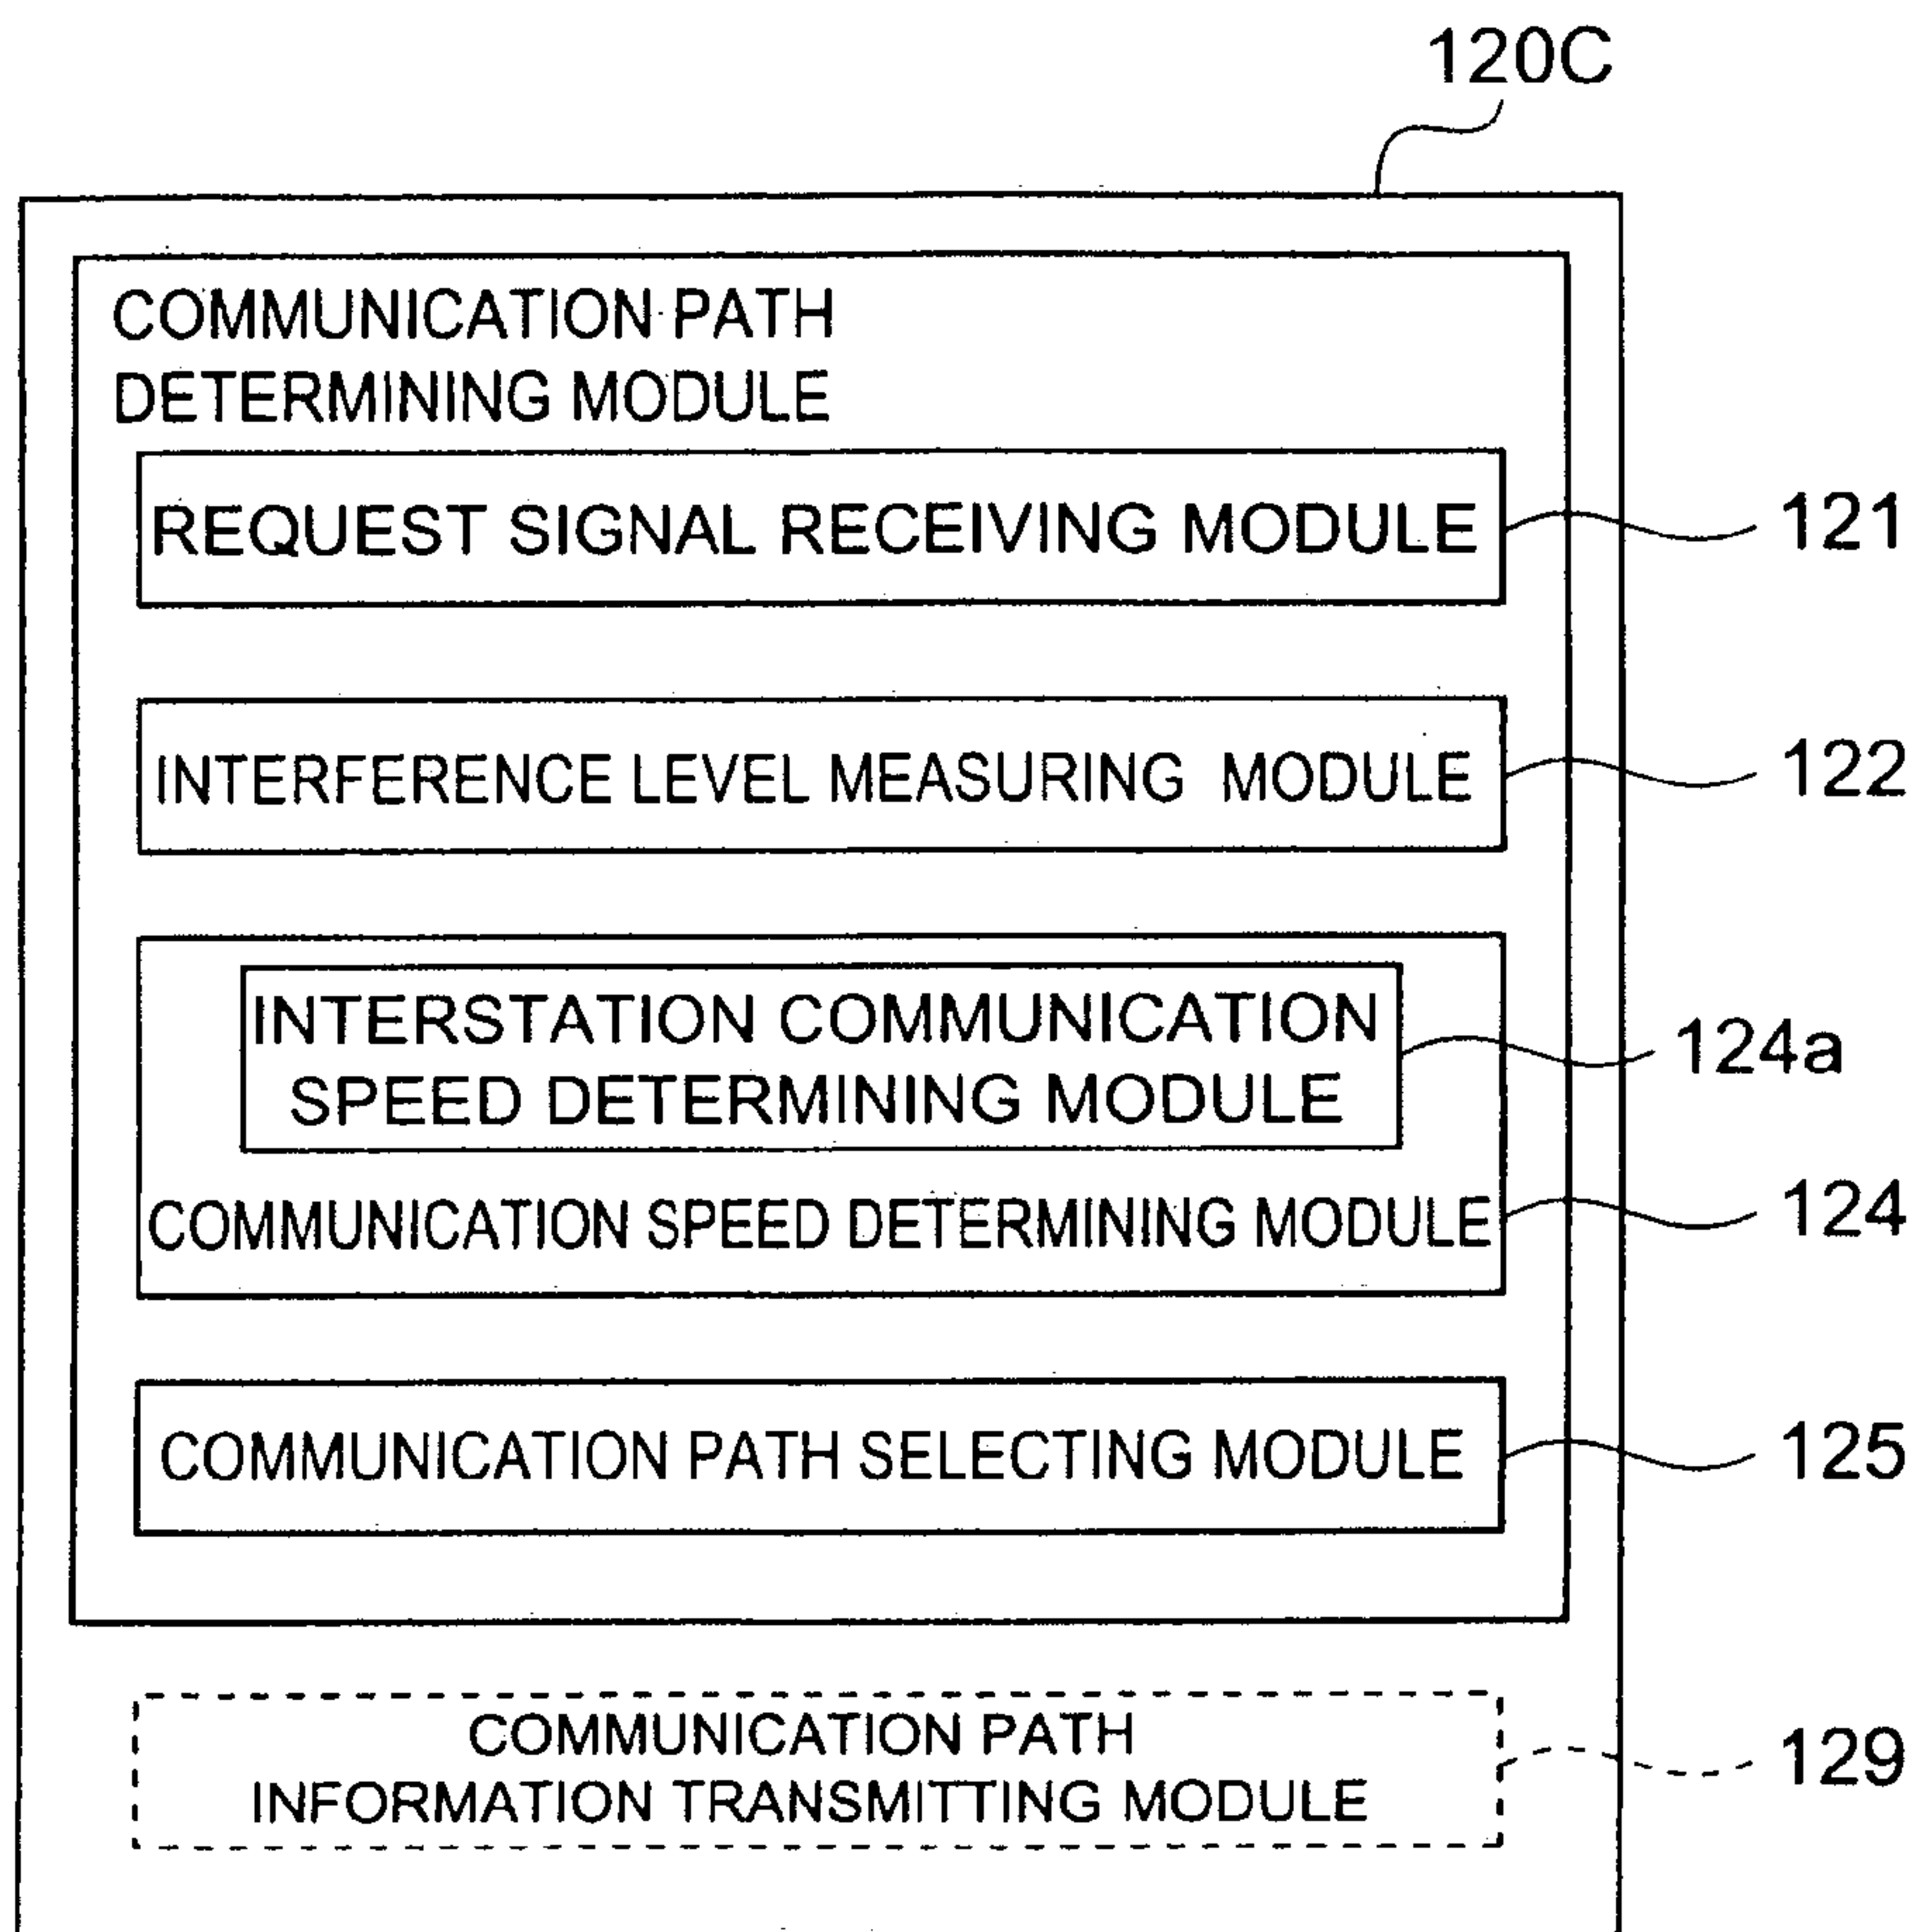 120C
COMMUNICATION PATH
DETERMINING MODULE
REQUEST SIGNAL RECEIVING MODULE
121
INTERFERENCE LEVEL MEASURING MODULE
122
INTERSTATION COMMUNICATION
SPEED DETERMINING MODULE
124a
COMMUNICATION SPEED DETERMINING MODULE
124
COMMUNICATION PATH SELECTING MODULE
125
COMMUNICATION PATH
INFORMATION TRANSMITTING MODULE
129